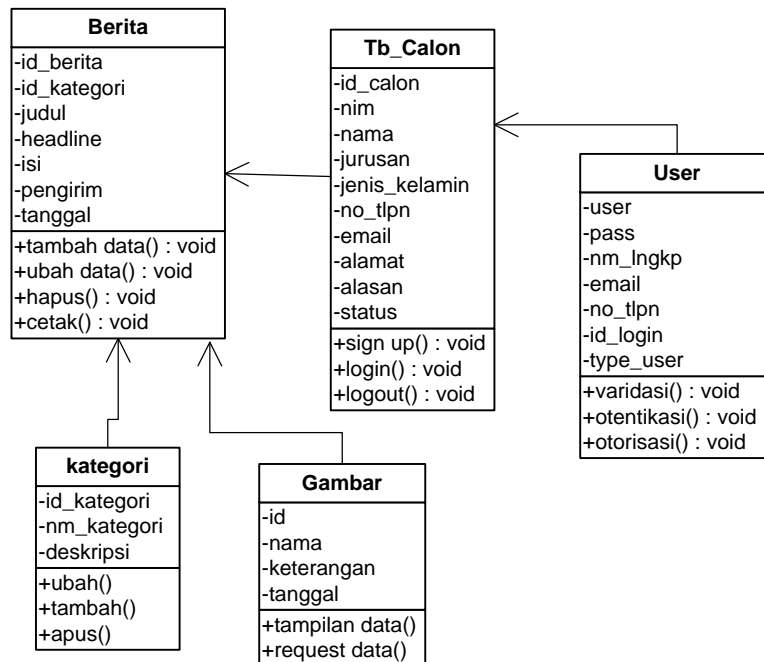 Berita
-id_berita
-id_kategori
-judul
-headline
-isi
-pengirim
-tanggal
+tambah data() : void
+ubah data() : void
+hapus() : void
+cetak() : void
Tb_Calon
-id_calon
-nim
-nama
-jurusan
-jenis_kelamin
-no_tlpn
-email
-alamat
-alasan
-status
+sign up() : void
+login() : void
+logout() : void
User
-user
-pass
-nm_lngkp
-email
-no_tlpn
-id_login
-type_user
+varidasi() : void
+otentikasi() : void
+otorisasi() : void
kategori
-id_kategori
-nm_kategori
-deskripsi
+ubah()
+tambah()
+apus()
Gambar
-id
-nama
-keterangan
-tanggal
+tampilan data()
+request data()